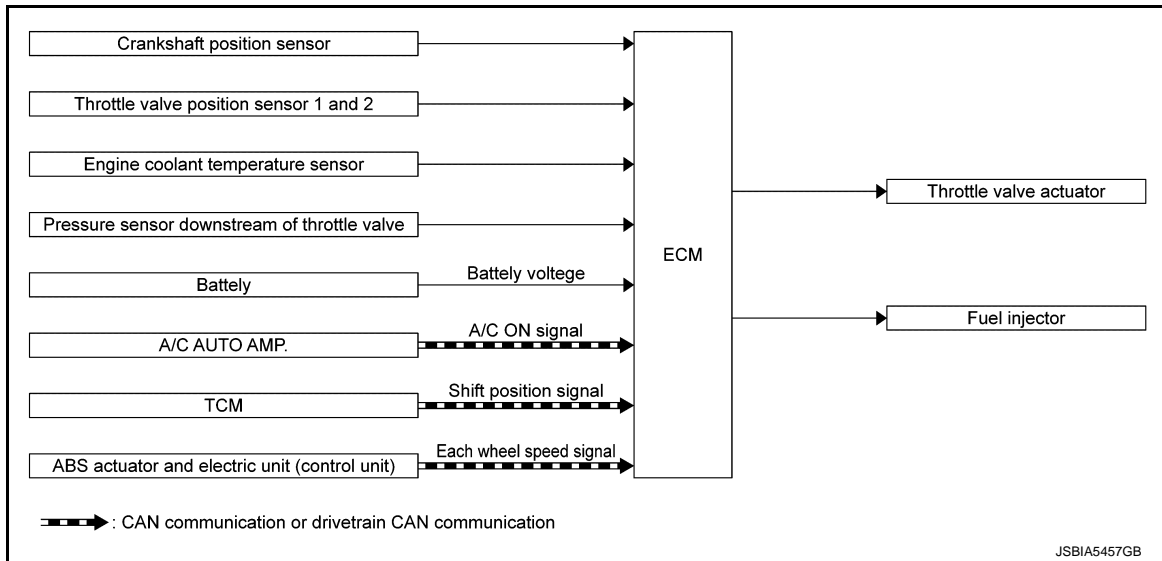 Crankshaft position sensor
Throttle valve position sensor 1 and 2
Engine coolant temperature sensor
Pressure sensor downstream of throttle valve
Battely
Battely voltege
A/C AUTO AMP.
A/C ON signal
TCM
Shift position signal
ABS actuator and electric unit (control unit)
Each wheel speed signal
ECM
Throttle valve actuator
Fuel injector
: CAN communication or drivetrain CAN communication
JSBIA5457GB